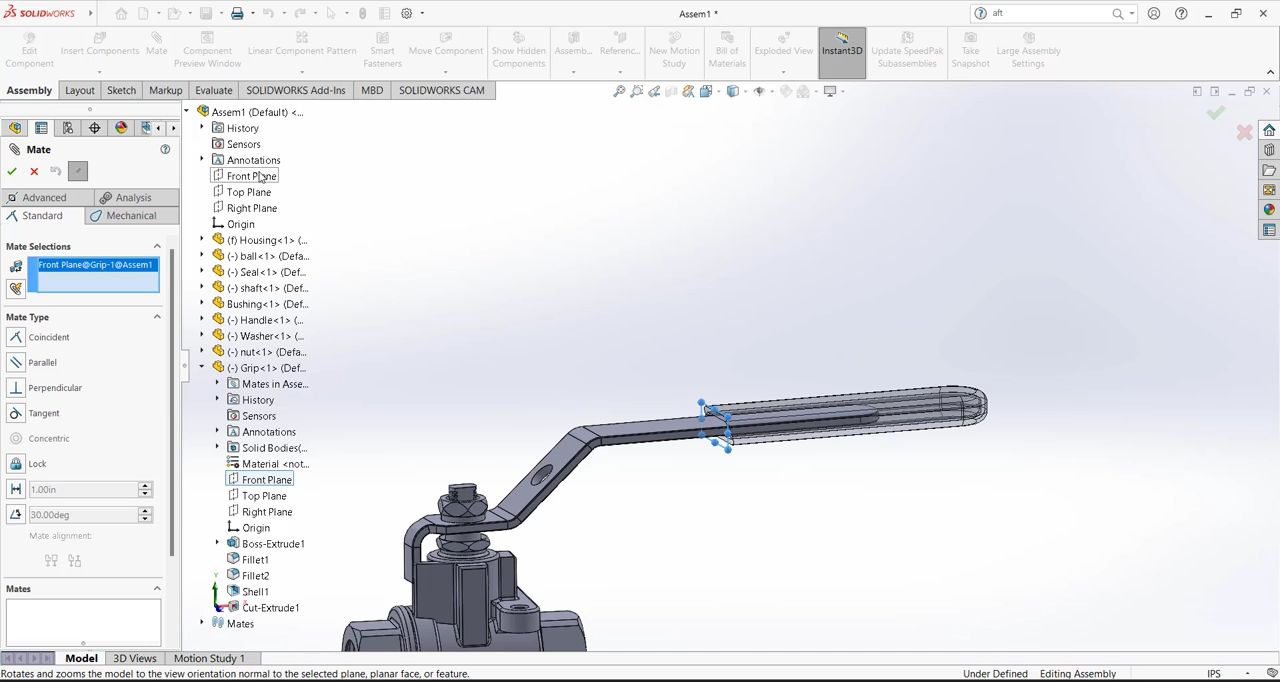 SOLIDWORKS
Assem1 *
aft
Edit Component
Insert Components
Mate
Component Preview Window
Linear Component Pattern
Smart Fasteners
Move Component
Show Hidden Components
Assemb...
Referenc...
New Motion Study
Bill of Materials
Exploded View
Instant3D
Update SpeedPak Subassemblies
Take Snapshot
Large Assembly Settings
Assembly
Layout
Sketch
Markup
Evaluate
SOLIDWORKS Add-Ins
MBD
SOLIDWORKS CAM
Mate
Advanced
Analysis
Standard
Mechanical
Mate Selections
Front Plane@Grip-1@Assem1
Mate Type
Coincident
Parallel
Perpendicular
Tangent
Concentric
Lock
1.00in
30.00deg
Mate alignment:
Mates
Assem1 (Default) <...
History
Sensors
Annotations
Front Plane
Top Plane
Right Plane
Origin
(f) Housing<1> (...
(-) ball<1> (Defa...
(-) Seal<1> (Def...
(-) shaft<1> (Def...
Bushing<1> (Def...
(-) Handle<1> (...
(-) Washer<1> (...
(-) nut<1> (Defa...
(-) Grip<1> (Def...
Mates in Asse...
History
Sensors
Annotations
Solid Bodies(...
Material <not...
Front Plane
Top Plane
Right Plane
Origin
Boss-Extrude1
Fillet1
Fillet2
Shell1
Cut-Extrude1
Mates
Model
3D Views
Motion Study 1
Rotates and zooms the model to the view orientation normal to the selected plane, planar face, or feature.
Under Defined
Editing Assembly
IPS